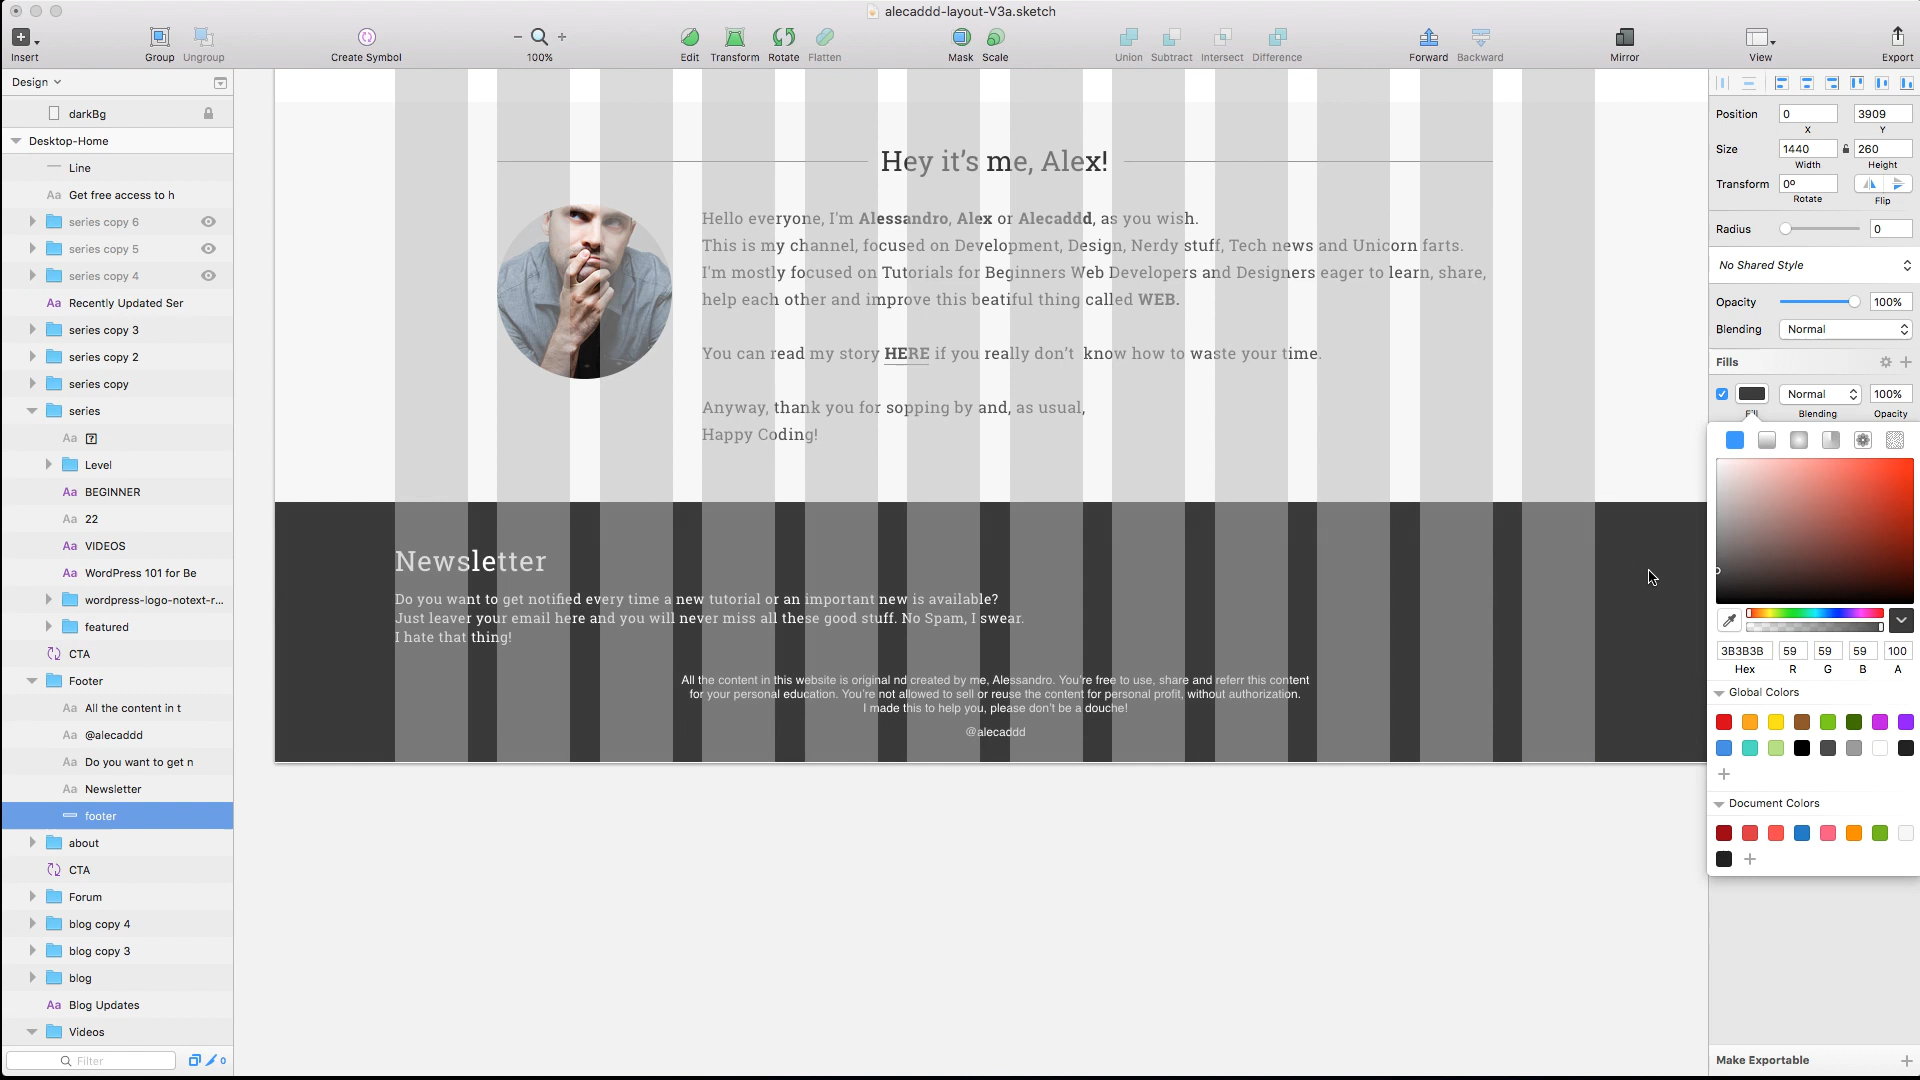 alecaddd-layout-V3a.sketch
Insert
Group
Ungroup
Create Symbol
100%
Edit
Transform
Rotate
Flatten
Mask
Scale
Union
Subtract
Intersect
Difference
Forward
Backward
Mirror
View
Export
Design
darkBg
Desktop-Home
Line
Aa Get free access to h
series copy 6
series copy 5
series copy 4
Aa Recently Updated Ser
series copy 3
series copy 2
series copy
series
Aa ?
Level
Aa BEGINNER
Aa 22
Aa VIDEOS
Aa WordPress 101 for Be
wordpress-logo-notext-r...
featured
CTA
Footer
Aa All the content in t
Aa @alecaddd
Aa Do you want to get n
Aa Newsletter
footer
about
CTA
Forum
blog copy 4
blog copy 3
blog
Aa Blog Updates
Videos
Filter
0
Hey it’s me, Alex!
Hello everyone, I'm Alessandro, Alex or Alecaddd, as you wish.
This is my channel, focused on Development, Design, Nerdy stuff, Tech news and Unicorn farts.
I'm mostly focused on Tutorials for Beginners Web Developers and Designers eager to learn, share,
help each other and improve this beatiful thing called WEB.
You can read my story HERE if you really don’t know how to waste your time.
Anyway, thank you for sopping by and, as usual,
Happy Coding!
Newsletter
Do you want to get notified every time a new tutorial or an important new is available?
Just leaver your email here and you will never miss all these good stuff. No Spam, I swear.
I hate that thing!
All the content in this website is original nd created by me, Alessandro. You’re free to use, share and referr this content
for your personal education. You’re not allowed to sell or reuse the content for personal profit, without authorization.
I made this to help you, please don’t be a douche!
@alecaddd
Position 0 3909
X Y
Size 1440 260
Width Height
Transform 0º
Rotate Flip
Radius 0
No Shared Style
Opacity 100%
Blending Normal
Fills
Normal 100%
Fill Blending Opacity
3B3B3B 59 59 59 100
Hex R G B A
Global Colors
Document Colors
Make Exportable